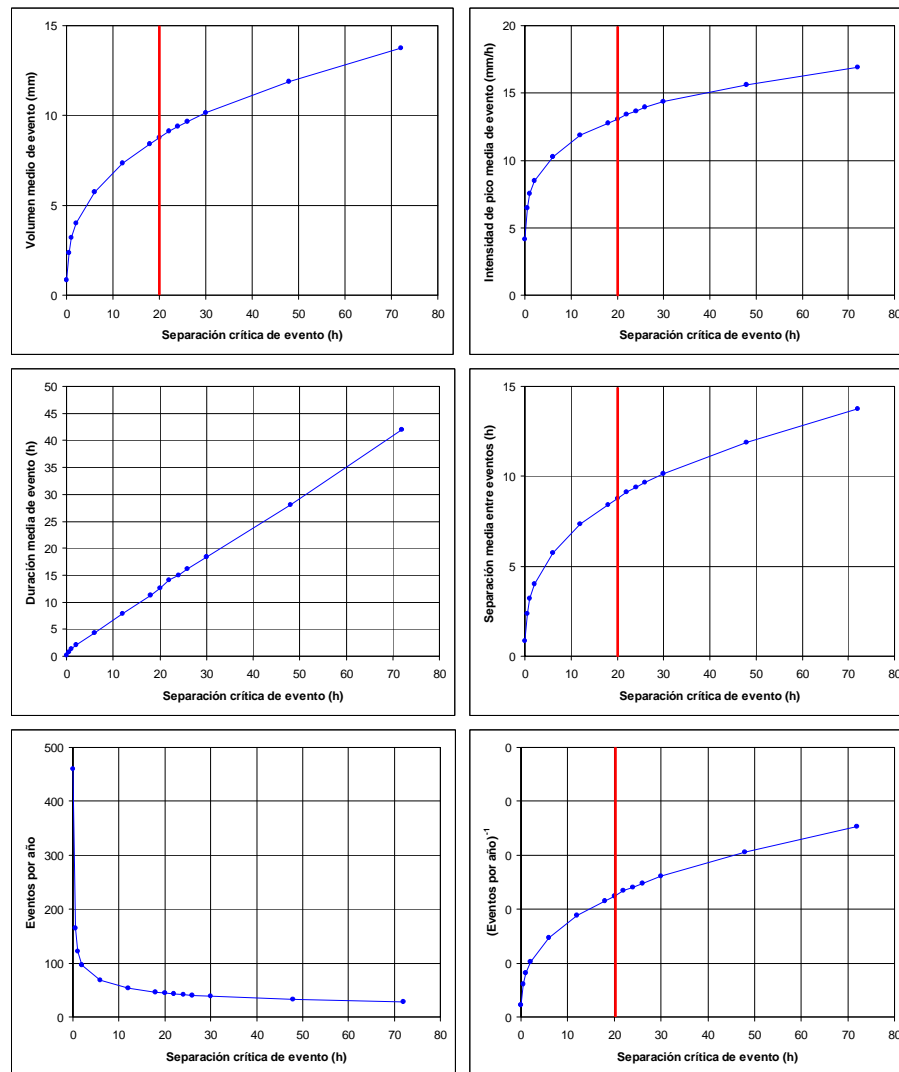 Volumen medio de evento (mm)
15
10
5
0
0 10 20 30 40 50 60 70 80
Separación crítica de evento (h)
Intensidad de pico media de evento (mm/h)
20
15
10
5
0
0 10 20 30 40 50 60 70 80
Separación crítica de evento (h)
Duración media de evento (h)
50
45
40
35
30
25
20
15
10
5
0
0 10 20 30 40 50 60 70 80
Separación crítica de evento (h)
Separación media entre eventos (h)
15
10
5
0
0 10 20 30 40 50 60 70 80
Separación crítica de evento (h)
Eventos por año
500
400
300
200
100
0
0 10 20 30 40 50 60 70 80
Separación crítica de evento (h)
(Eventos por año)⁻¹
0
0
0
0
0
0
0 10 20 30 40 50 60 70 80
Separación crítica de evento (h)